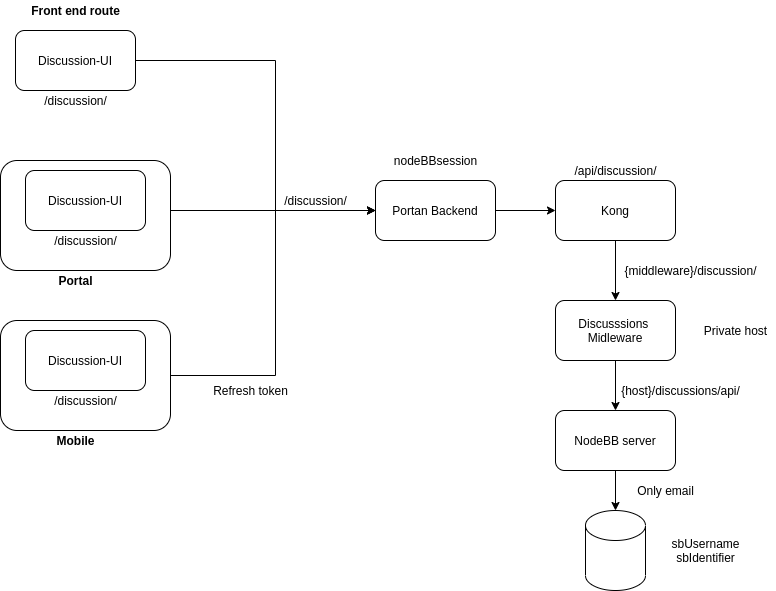 Front end route
Discussion-UI
/discussion/
Discussion-UI
/discussion/
Portal
Discussion-UI
/discussion/
Mobile
Refresh token
/discussion/
nodeBBsession
Portan Backend
/api/discussion/
Kong
{middleware}/discussion/
Discusssions
Midleware
Private host
{host}/discussions/api/
NodeBB server
Only email
sbUsername
sbIdentifier